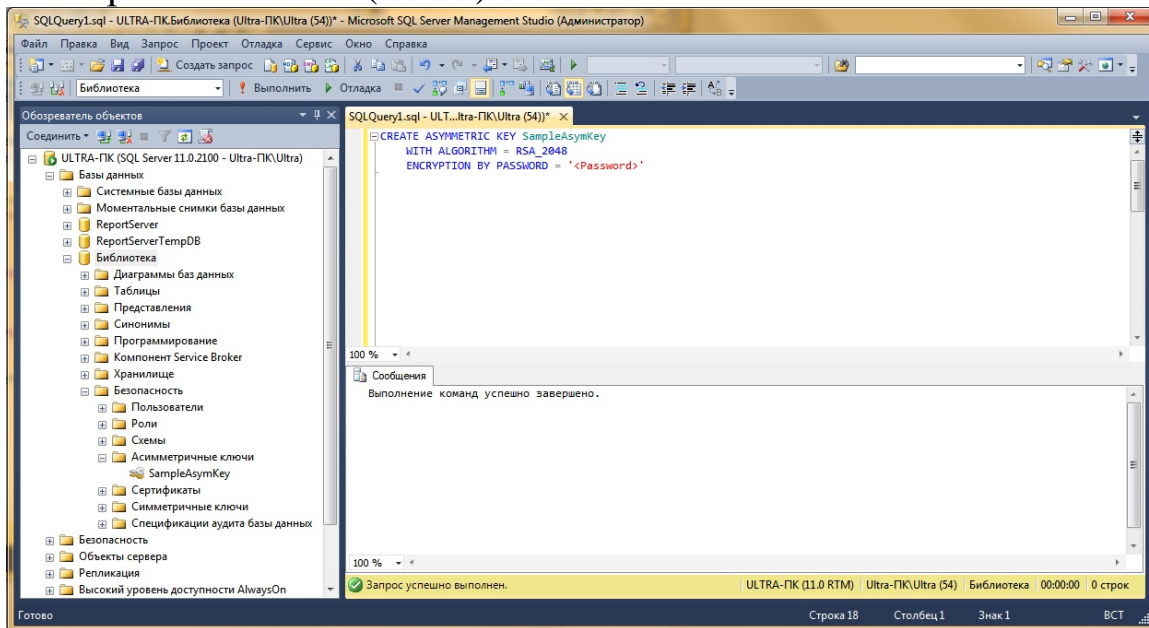 SQLQuery1.sql - ULTRA-ПК.Библиотека (Ultra-ПК\Ultra (54))* - Microsoft SQL Server Management Studio (Администратор)
Файл Правка Вид Запрос Проект Отладка Сервис Окно Справка
Создать запрос
Библиотека Выполнить Отладка
Обозреватель объектов
SQLQuery1.sql - ULT...ltra-ПК\Ultra (54))*
Соединить
CREATE ASYMMETRIC KEY SampleAsymKey
WITH ALGORITHM = RSA_2048
ENCRYPTION BY PASSWORD = '<Password>'
ULTRA-ПК (SQL Server 11.0.2100 - Ultra-ПК\Ultra)
Базы данных
Системные базы данных
Моментальные снимки базы данных
ReportServer
ReportServerTempDB
Библиотека
Диаграммы баз данных
Таблицы
Представления
Синонимы
Программирование
Компонент Service Broker
Хранилище
Безопасность
Пользователи
Роли
Схемы
Асимметричные ключи
SampleAsymKey
Сертификаты
Симметричные ключи
Спецификации аудита базы данных
Безопасность
Объекты сервера
Репликация
Высокий уровень доступности AlwaysOn
100 %
Сообщения
Выполнение команд успешно завершено.
100 %
Запрос успешно выполнен. ULTRA-ПК (11.0 RTM) Ultra-ПК\Ultra (54) Библиотека 00:00:00 0 строк
Готово Строка 18 Столбец 1 Знак 1 ВСТ